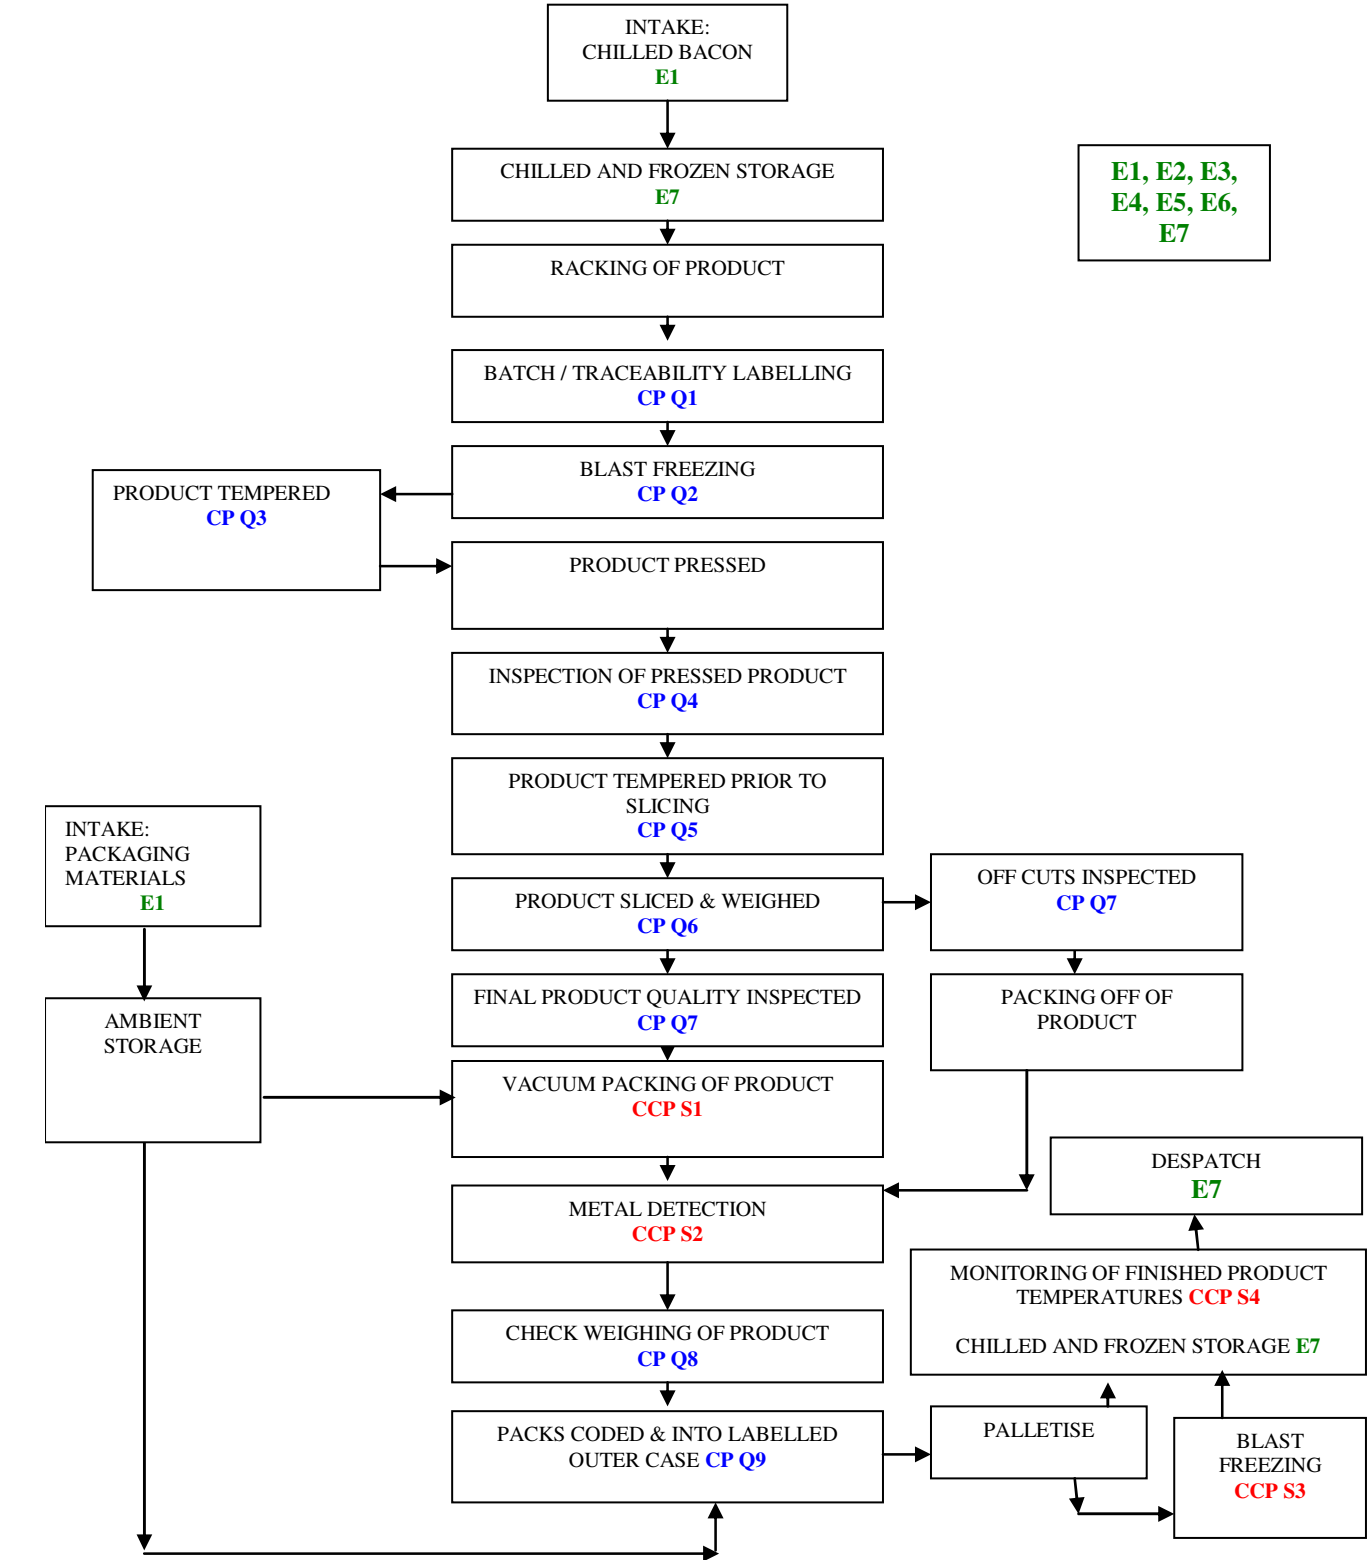 INTAKE:
CHILLED BACON
E1
CHILLED AND FROZEN STORAGE
E7
E1, E2, E3,
E4, E5, E6,
E7
RACKING OF PRODUCT
BATCH / TRACEABILITY LABELLING
CP Q1
BLAST FREEZING
CP Q2
PRODUCT TEMPERED
CP Q3
PRODUCT PRESSED
INSPECTION OF PRESSED PRODUCT
CP Q4
PRODUCT TEMPERED PRIOR TO
SLICING
CP Q5
INTAKE:
PACKAGING
MATERIALS
E1
PRODUCT SLICED & WEIGHED
CP Q6
OFF CUTS INSPECTED
CP Q7
FINAL PRODUCT QUALITY INSPECTED
CP Q7
PACKING OFF OF
PRODUCT
AMBIENT
STORAGE
VACUUM PACKING OF PRODUCT
CCP S1
METAL DETECTION
CCP S2
DESPATCH
E7
MONITORING OF FINISHED PRODUCT
TEMPERATURES CCP S4
CHILLED AND FROZEN STORAGE E7
CHECK WEIGHING OF PRODUCT
CP Q8
PACKS CODED & INTO LABELLED
OUTER CASE CP Q9
PALLETISE
BLAST
FREEZING
CCP S3